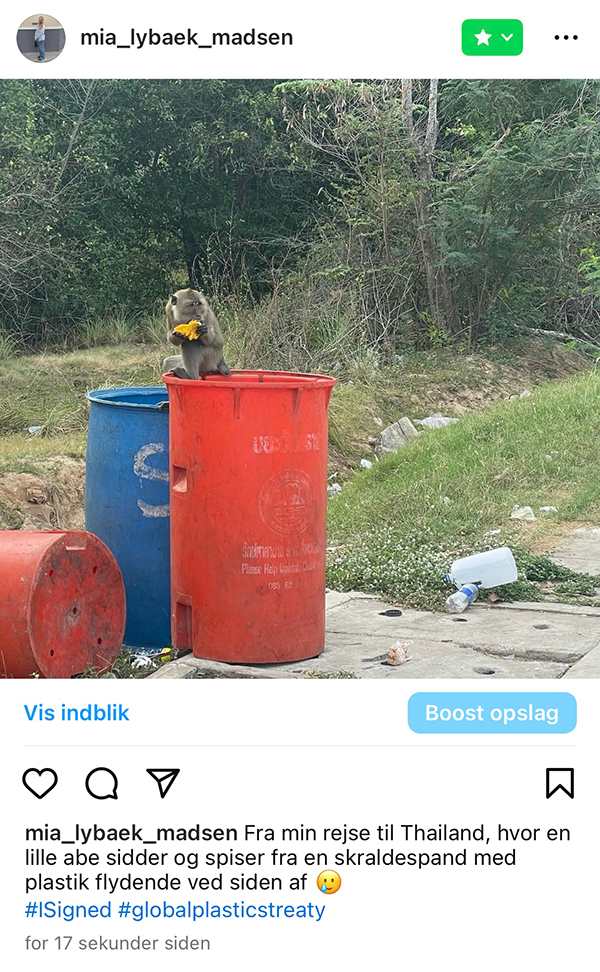 mia_lybaek_madsen
S
Please Help
Vis indblik
Boost opslag
mia_lybaek_madsen Fra min rejse til Thailand, hvor en
lille abe sidder og spiser fra en skraldespand med
plastik flydende ved siden af 🥲
#ISigned #globalplasticstreaty
for 17 sekunder siden